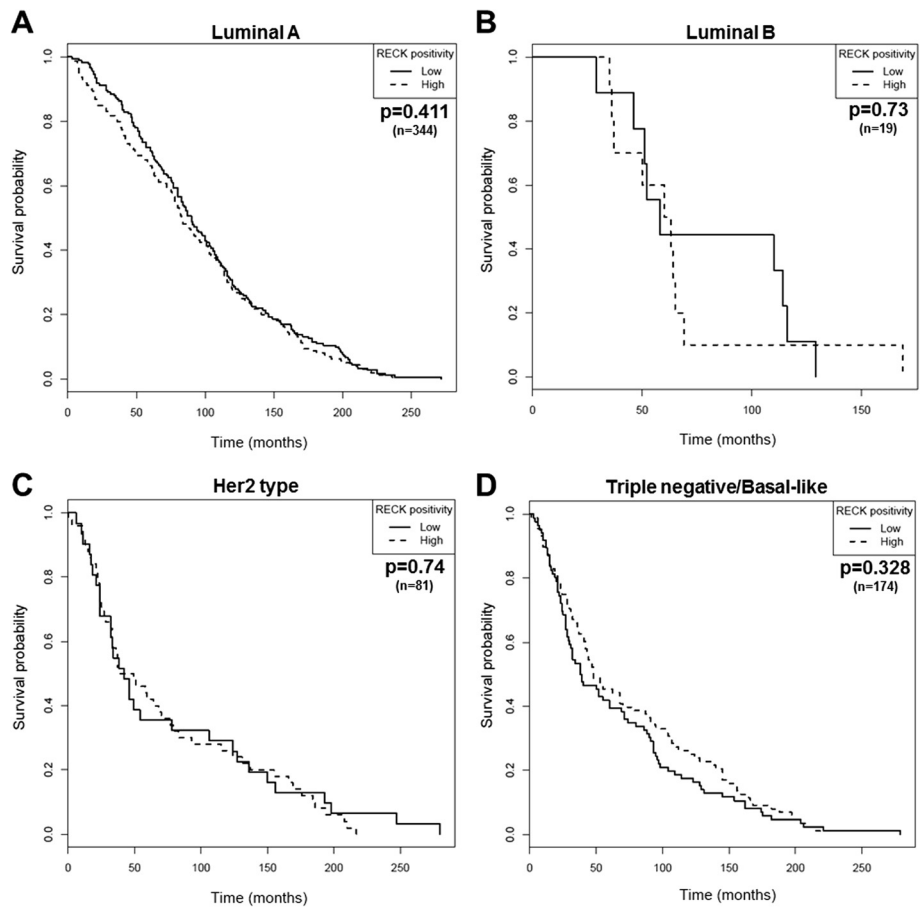 A
Luminal A
RECK positivity
Low
High
p=0.411
(n=344)
Survival probability
1.0
0.8
0.6
0.4
0.2
0.0
0 50 100 150 200 250
Time (months)
B
Luminal B
RECK positivity
Low
High
p=0.73
(n=19)
Survival probability
1.0
0.8
0.6
0.4
0.2
0.0
0 50 100 150
Time (months)
C
Her2 type
RECK positivity
Low
High
p=0.74
(n=81)
Survival probability
1.0
0.8
0.6
0.4
0.2
0.0
0 50 100 150 200 250
Time (months)
D
Triple negative/Basal-like
RECK positivity
Low
High
p=0.328
(n=174)
Survival probability
1.0
0.8
0.6
0.4
0.2
0.0
0 50 100 150 200 250
Time (months)